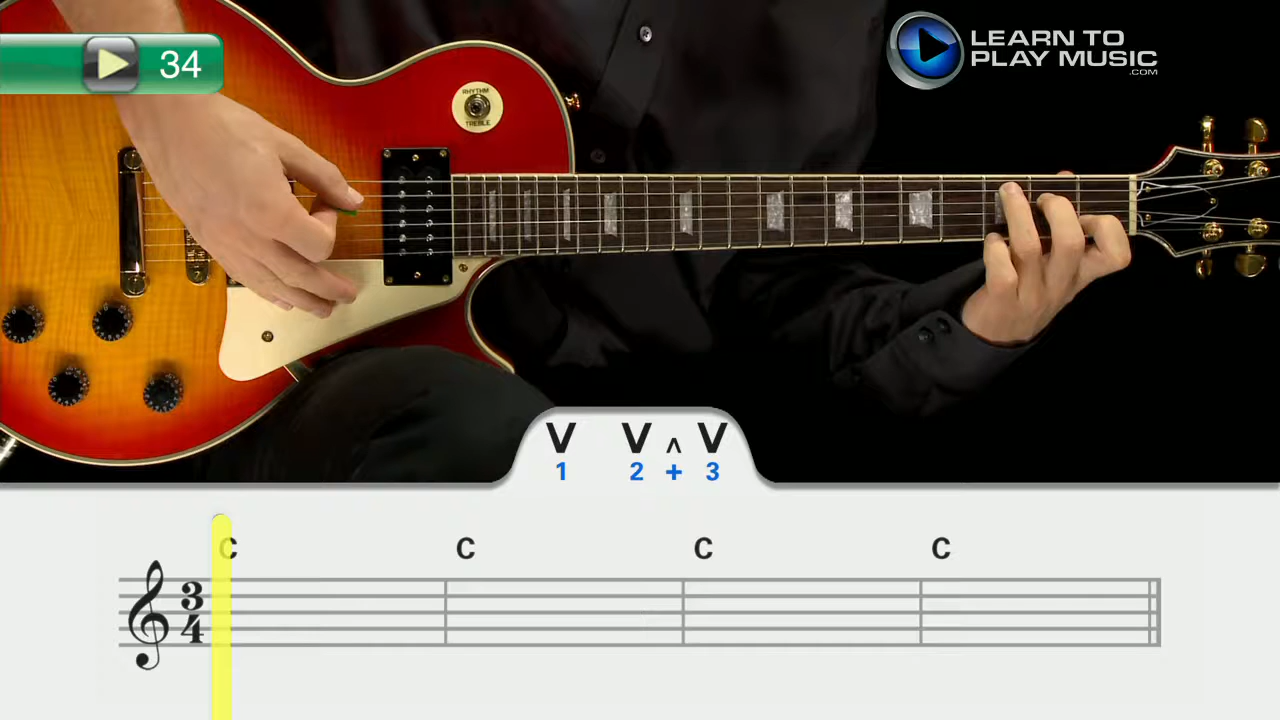 34
LEARN TO
PLAY MUSIC
.COM
RHYTHM
TREBLE
V V ^ V
1 2 + 3
C C C C
3
4